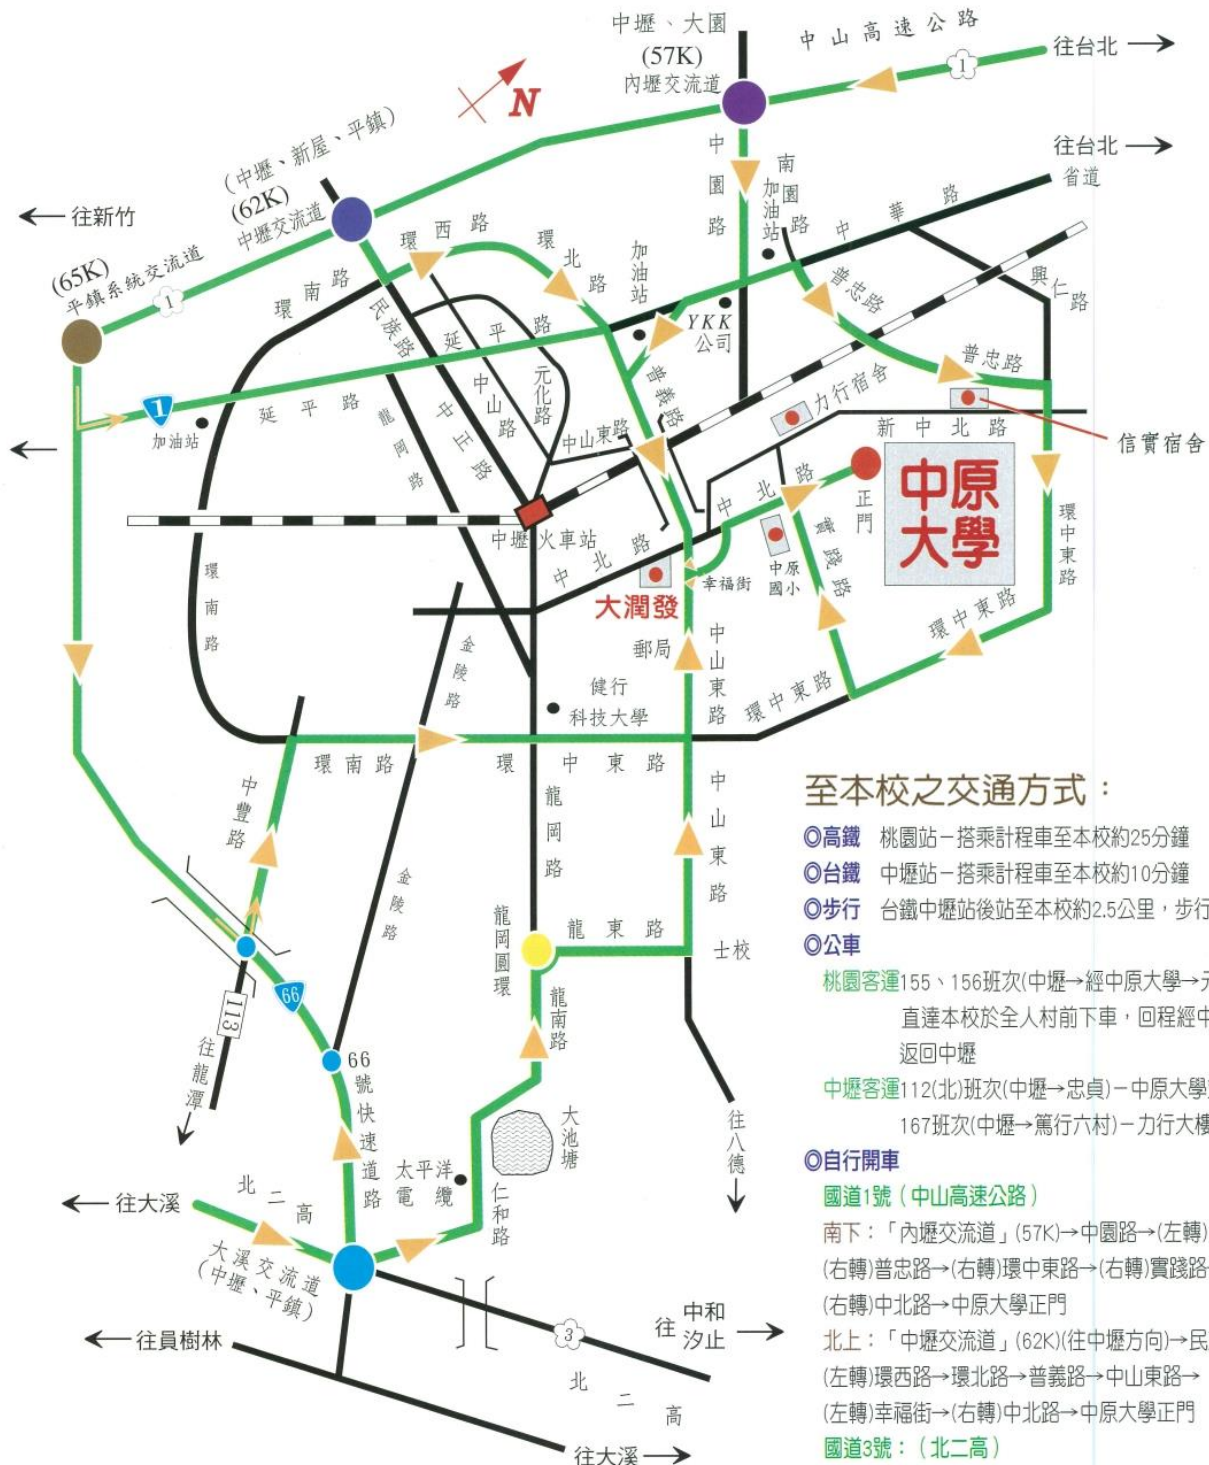 中壢、大園
(57K)
內壢交流道
中山高速公路
1
往台北
N
往台北
省道
(中壢、新屋、平鎮)
(62K)
中壢交流道
往新竹
(65K)
平鎮系統交流道
1
環南路
環西路
環北路
加油站
中園路
南園路
加油站
中華路
興仁路
普忠路
普忠路
YKK
公司
民族路
延平路
中山路
元化路
中正路
龍岡路
延平路
1
加油站
中山東路
普義路
力行宿舍
新中北路
信實宿舍
中原
大學
正門
中北路
中壢火車站
中北路
環中東路
實踐路
中原
國小
幸福街
大潤發
環南路
金陵路
郵局
中山東路
環中東路
環中東路
健行
科技大學
環南路
環中東路
中豐路
龍岡路
中山東路
金陵路
龍岡圓環
龍東路
士校
龍南路
66
113
往龍潭
66號快速道路
大池塘
往八德
太平洋
電纜
仁和路
往大溪
北二高
大溪交流道
(中壢、平鎮)
往員樹林
3
往
中和
汐止
北二高
往大溪
至本校之交通方式：
◎高鐵 桃園站－搭乘計程車至本校約25分鐘
◎台鐵 中壢站－搭乘計程車至本校約10分鐘
◎步行 台鐵中壢站後站至本校約2.5公里，步行
◎公車
桃園客運155、156班次(中壢→經中原大學→
直達本校於全人村前下車，回程經中
返回中壢
中壢客運112(北)班次(中壢→忠貞)－中原大學
167班次(中壢→篤行六村)－力行大樓
◎自行開車
國道1號（中山高速公路）
南下：「內壢交流道」(57K)→中園路→(左轉)
(右轉)普忠路→(右轉)環中東路→(右轉)實踐路
(右轉)中北路→中原大學正門
北上：「中壢交流道」(62K)(往中壢方向)→民
(左轉)環西路→環北路→普義路→中山東路→
(左轉)幸福街→(右轉)中北路→中原大學正門
國道3號：（北二高）